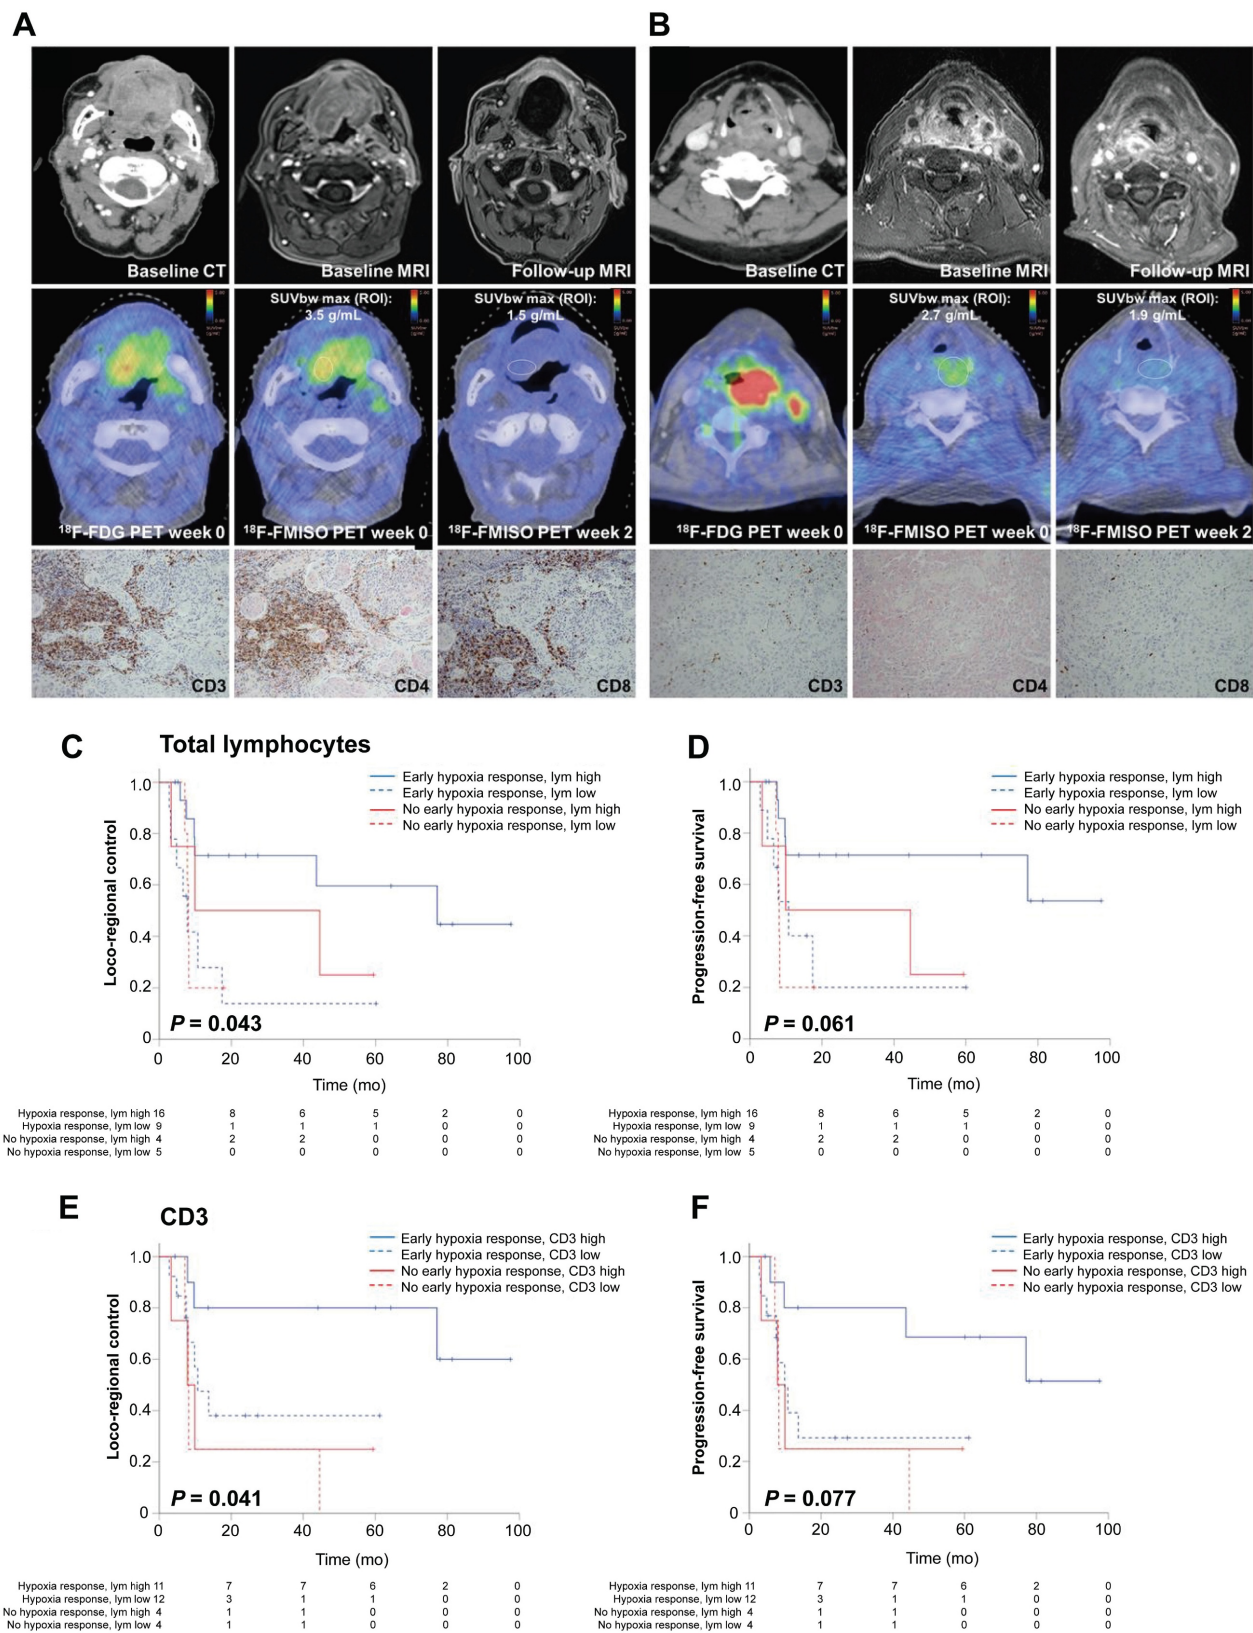 A
B
Baseline CT
Baseline MRI
Follow-up MRI
Baseline CT
Baseline MRI
Follow-up MRI
SUVbw max (ROI):
3.5 g/mL
SUVbw max (ROI):
1.5 g/mL
SUVbw max (ROI):
2.7 g/mL
SUVbw max (ROI):
1.9 g/mL
18F-FDG PET week 0
18F-FMISO PET week 0
18F-FMISO PET week 2
18F-FDG PET week 0
18F-FMISO PET week 0
18F-FMISO PET week 2
CD3
CD4
CD8
CD3
CD4
CD8
C
Total lymphocytes
Early hypoxia response, lym high
Early hypoxia response, lym low
No early hypoxia response, lym high
No early hypoxia response, lym low
Loco-regional control
1.0
0.8
0.6
0.4
0.2
0
P = 0.043
0 20 40 60 80 100
Time (mo)
Hypoxia response, lym high 16 8 6 5 2 0
Hypoxia response, lym low 9 1 1 1 0 0
No hypoxia response, lym high 4 2 2 0 0 0
No hypoxia response, lym low 5 0 0 0 0 0
D
Early hypoxia response, lym high
Early hypoxia response, lym low
No early hypoxia response, lym high
No early hypoxia response, lym low
Progression-free survival
1.0
0.8
0.6
0.4
0.2
0
P = 0.061
0 20 40 60 80 100
Time (mo)
Hypoxia response, lym high 16 8 6 5 2 0
Hypoxia response, lym low 9 1 1 1 0 0
No hypoxia response, lym high 4 2 2 0 0 0
No hypoxia response, lym low 5 0 0 0 0 0
E
CD3
Early hypoxia response, CD3 high
Early hypoxia response, CD3 low
No early hypoxia response, CD3 high
No early hypoxia response, CD3 low
Loco-regional control
1.0
0.8
0.6
0.4
0.2
0
P = 0.041
0 20 40 60 80 100
Time (mo)
Hypoxia response, lym high 11 7 7 6 2 0
Hypoxia response, lym low 12 3 1 1 0 0
No hypoxia response, lym high 4 1 1 0 0 0
No hypoxia response, lym low 4 1 1 0 0 0
F
Early hypoxia response, CD3 high
Early hypoxia response, CD3 low
No early hypoxia response, CD3 high
No early hypoxia response, CD3 low
Progression-free survival
1.0
0.8
0.6
0.4
0.2
0
P = 0.077
0 20 40 60 80 100
Time (mo)
Hypoxia response, lym high 11 7 7 6 2 0
Hypoxia response, lym low 12 3 1 1 0 0
No hypoxia response, lym high 4 1 1 0 0 0
No hypoxia response, lym low 4 1 1 0 0 0